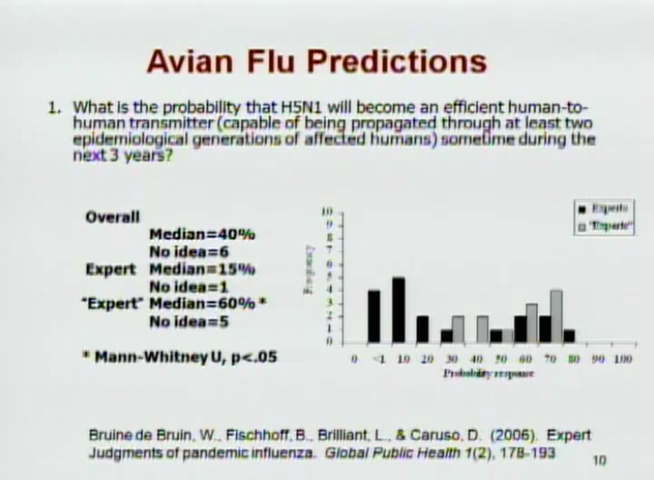 Avian Flu Predictions
1. What is the probability that H5N1 will become an efficient human-to-
human transmitter (capable of being propagated through at least two
epidemiological generations of affected humans) sometime during the
next 3 years?
Overall
Median=40%
No idea=6
Expert Median=15%
No idea=1
"Expert" Median=60% *
No idea=5
* Mann-Whitney U, p<.05
Experts
"Experts"
Frequency
10
9
8
7
6
5
4
3
2
1
0
0 <1 10 20 30 40 50 60 70 80 90 100
Probability response
Bruine de Bruin, W., Fischhoff, B., Brilliant, L., & Caruso, D. (2006). Expert
Judgments of pandemic influenza. Global Public Health 1(2), 178-193
10